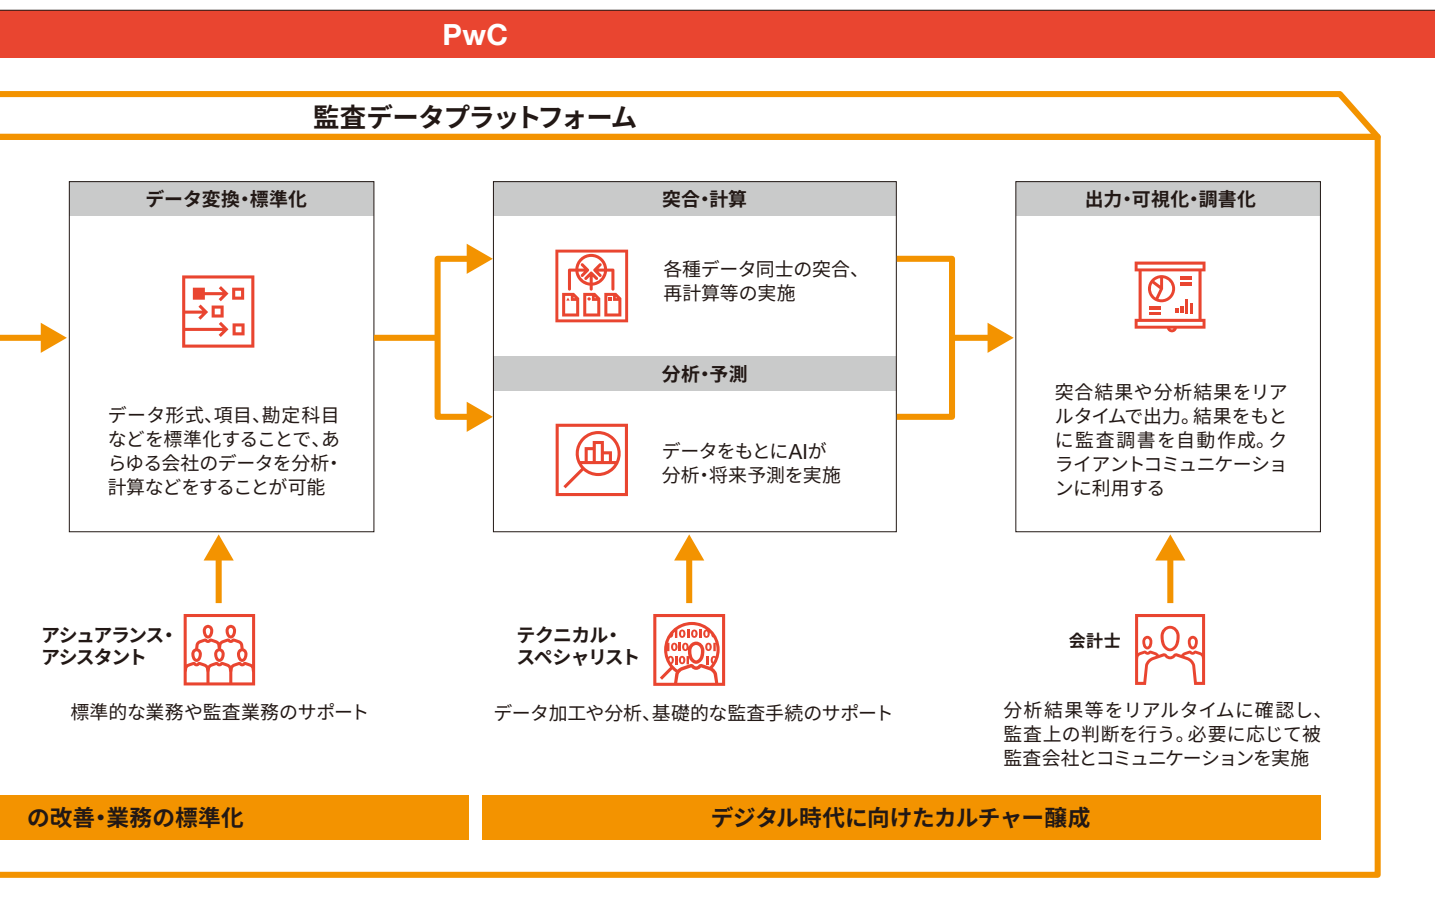 PwC
監査データプラットフォーム
データ変換・標準化
データ形式、項目、勘定科目
などを標準化することで、あ
らゆる会社のデータを分析・
計算などをすることが可能
突合・計算
各種データ同士の突合、
再計算等の実施
分析・予測
データをもとにAIが
分析・将来予測を実施
出力・可視化・調書化
突合結果や分析結果をリア
ルタイムで出力。結果をもと
に監査調書を自動作成。ク
ライアントコミュニケーショ
ンに利用する
アシュアランス・
アシスタント
標準的な業務や監査業務のサポート
テクニカル・
スペシャリスト
データ加工や分析、基礎的な監査手続のサポート
会計士
分析結果等をリアルタイムに確認し、
監査上の判断を行う。必要に応じて被
監査会社とコミュニケーションを実施
の改善・業務の標準化
デジタル時代に向けたカルチャー醸成